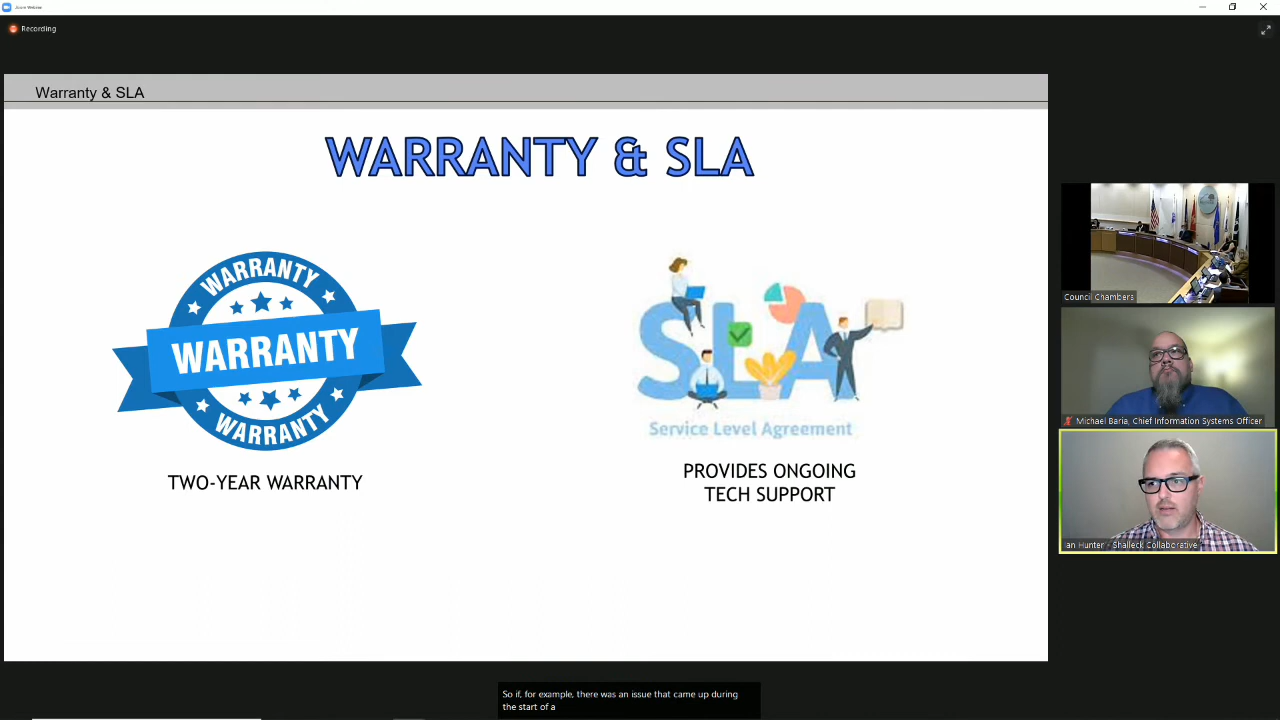 Zoom Webinar
Recording
Warranty & SLA
WARRANTY & SLA
WARRANTY
WARRANTY
WARRANTY
TWO-YEAR WARRANTY
SLA
Service Level Agreement
PROVIDES ONGOING
TECH SUPPORT
Council Chambers
Michael Baria, Chief Information Systems Officer
Ian Hunter - Shalleck Collaborative
So if, for example, there was an issue that came up during
the start of a